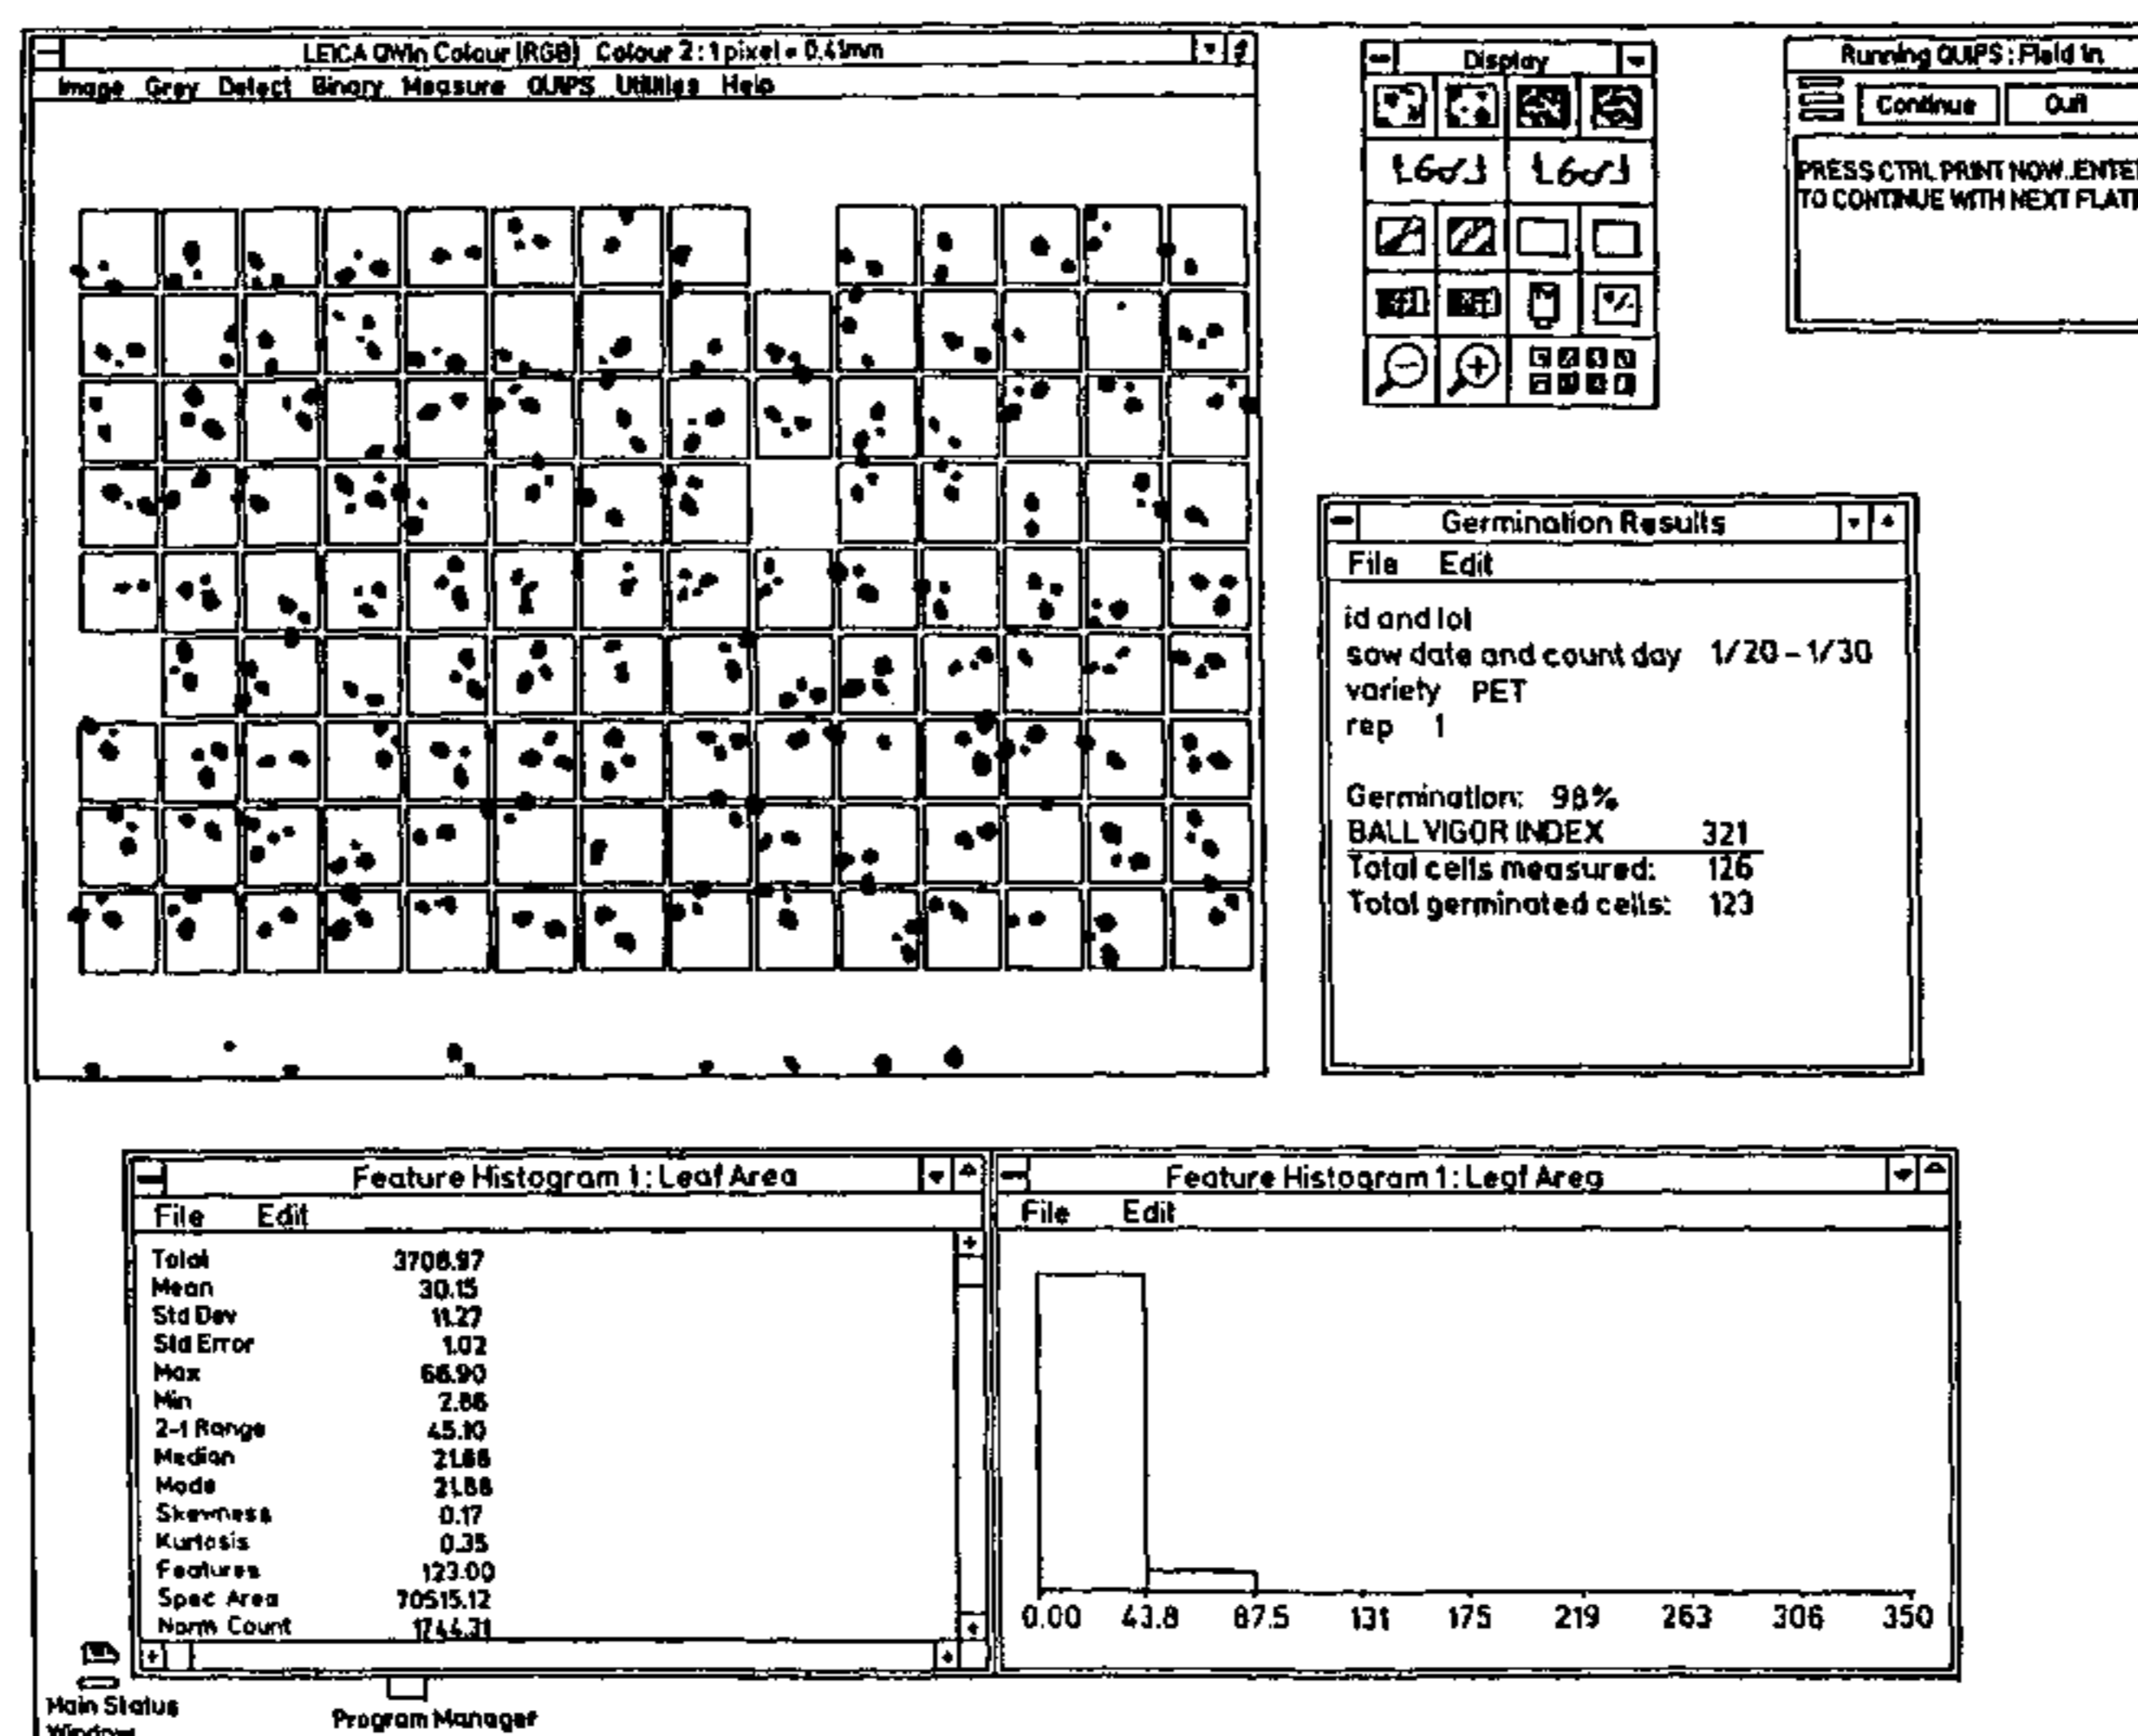 LEICA QWin Colour (RGB) Colour 2 : 1 pixel = 0.41mm
Image Grey Detect Binary Measure QUIPS Utilities Help
Display
Running QUIPS : Field In
Continue Quit
PRESS CTRL PRINT NOW..ENTE
TO CONTINUE WITH NEXT FLAT
Germination Results
File Edit
id and lot
sow date and count day 1/20 - 1/30
variety PET
rep 1
Germination: 98%
BALL VIGOR INDEX 321
Total cells measured: 126
Total germinated cells: 123
Feature Histogram 1: Leaf Area
File Edit
Total 3708.97
Mean 30.15
Std Dev 11.27
Std Error 1.02
Max 66.90
Min
2-1 Range 45.10
Median
Mode 21.88
Skewness 0.17
Kurtosis 0.35
Features 123.00
Spec Area 70515.12
Norm Count 1744.31
Feature Histogram 1: Leaf Area
File Edit
0.00 43.8 87.5 131 175 219 263 306 350
Main Status
Window
Program Manager